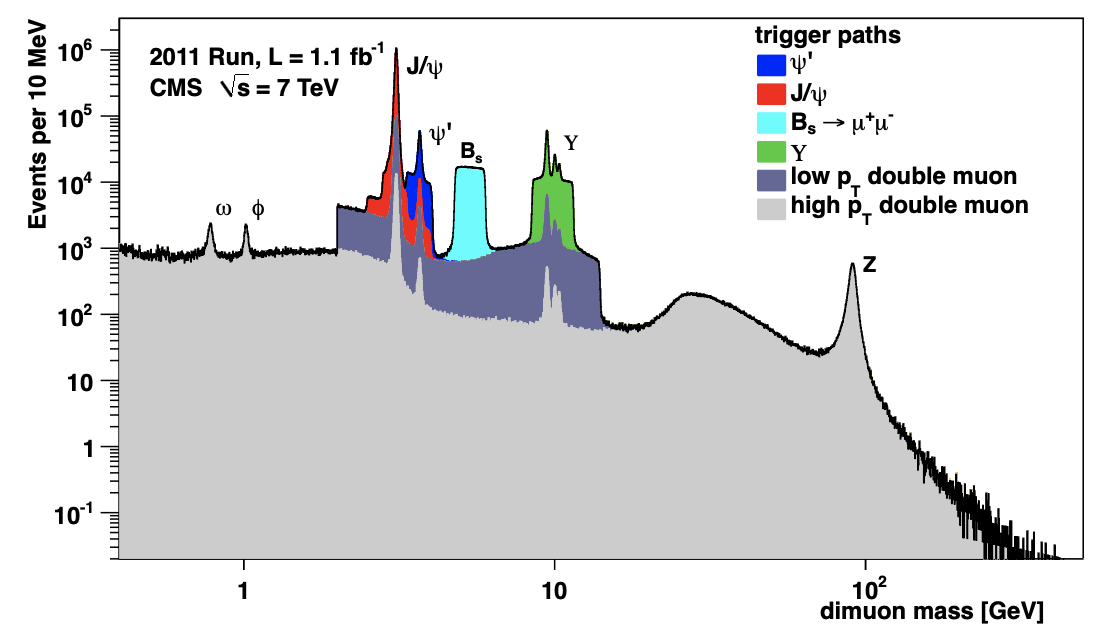 Events per 10 MeV
10⁶
10⁵
10⁴
10³
10²
10
1
10⁻¹
2011 Run, L = 1.1 fb⁻¹
CMS √s = 7 TeV
ω
ϕ
J/ψ
ψ'
Bₛ
Υ
Z
trigger paths
ψ'
J/ψ
Bₛ → μ⁺μ⁻
Υ
low p_T double muon
high p_T double muon
1
10
10²
dimuon mass [GeV]